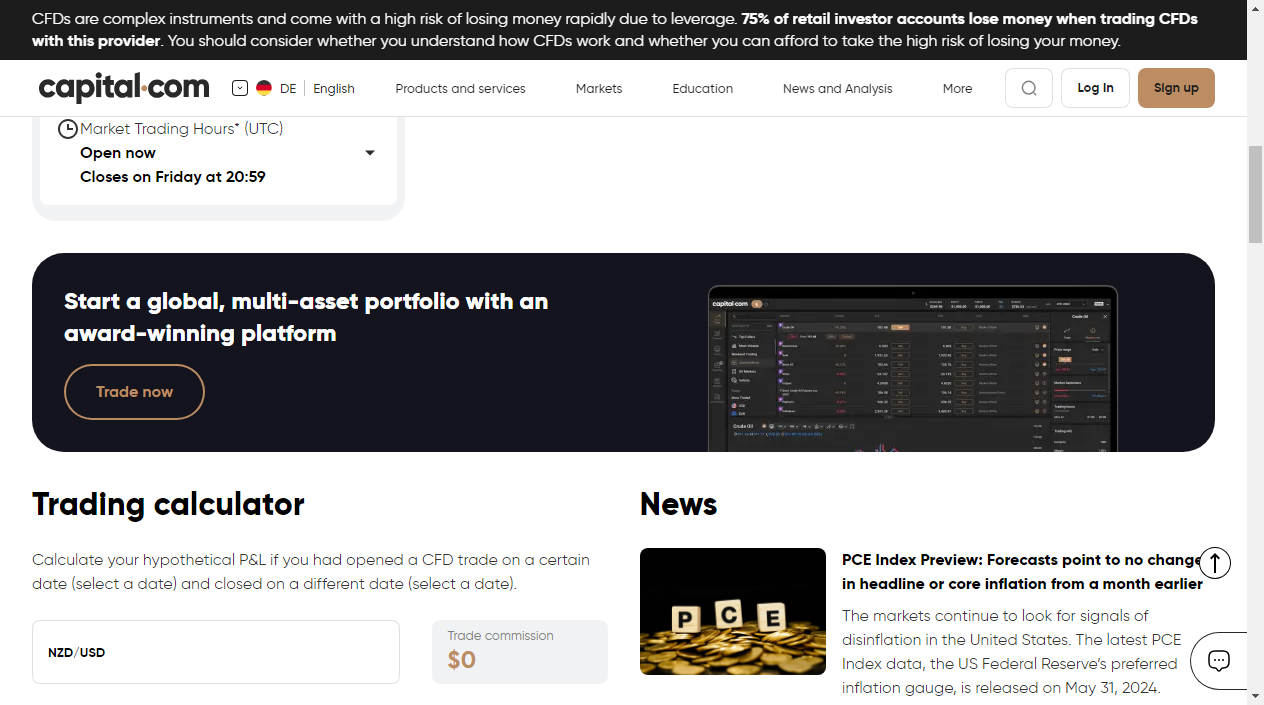 CFDs are complex instruments and come with a high risk of losing money rapidly due to leverage. 75% of retail investor accounts lose money when trading CFDs
with this provider. You should consider whether you understand how CFDs work and whether you can afford to take the high risk of losing your money.
capital.com
DE English
Products and services
Markets
Education
News and Analysis
More
Log In
Sign up
Market Trading Hours* (UTC)
Open now
Closes on Friday at 20:59
Start a global, multi-asset portfolio with an
award-winning platform
Trade now
capital.com
Crude Oil
Crude Oil
Trading calculator
Calculate your hypothetical P&L if you had opened a CFD trade on a certain
date (select a date) and closed on a different date (select a date).
NZD/USD
Trade commission
$0
News
PCE
PCE Index Preview: Forecasts point to no change
in headline or core inflation from a month earlier
The markets continue to look for signals of
disinflation in the United States. The latest PCE
Index data, the US Federal Reserve’s preferred
inflation gauge, is released on May 31, 2024.